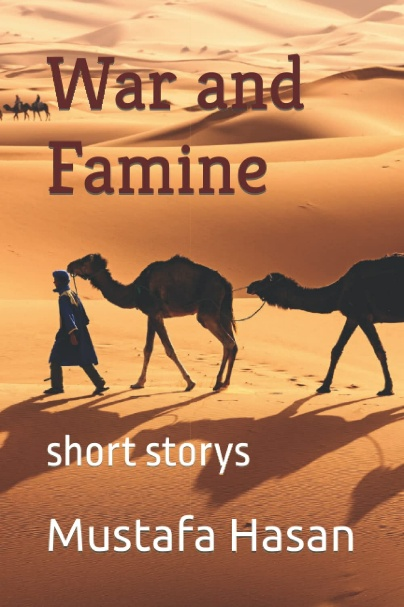 War and
Famine
short storys
Mustafa Hasan